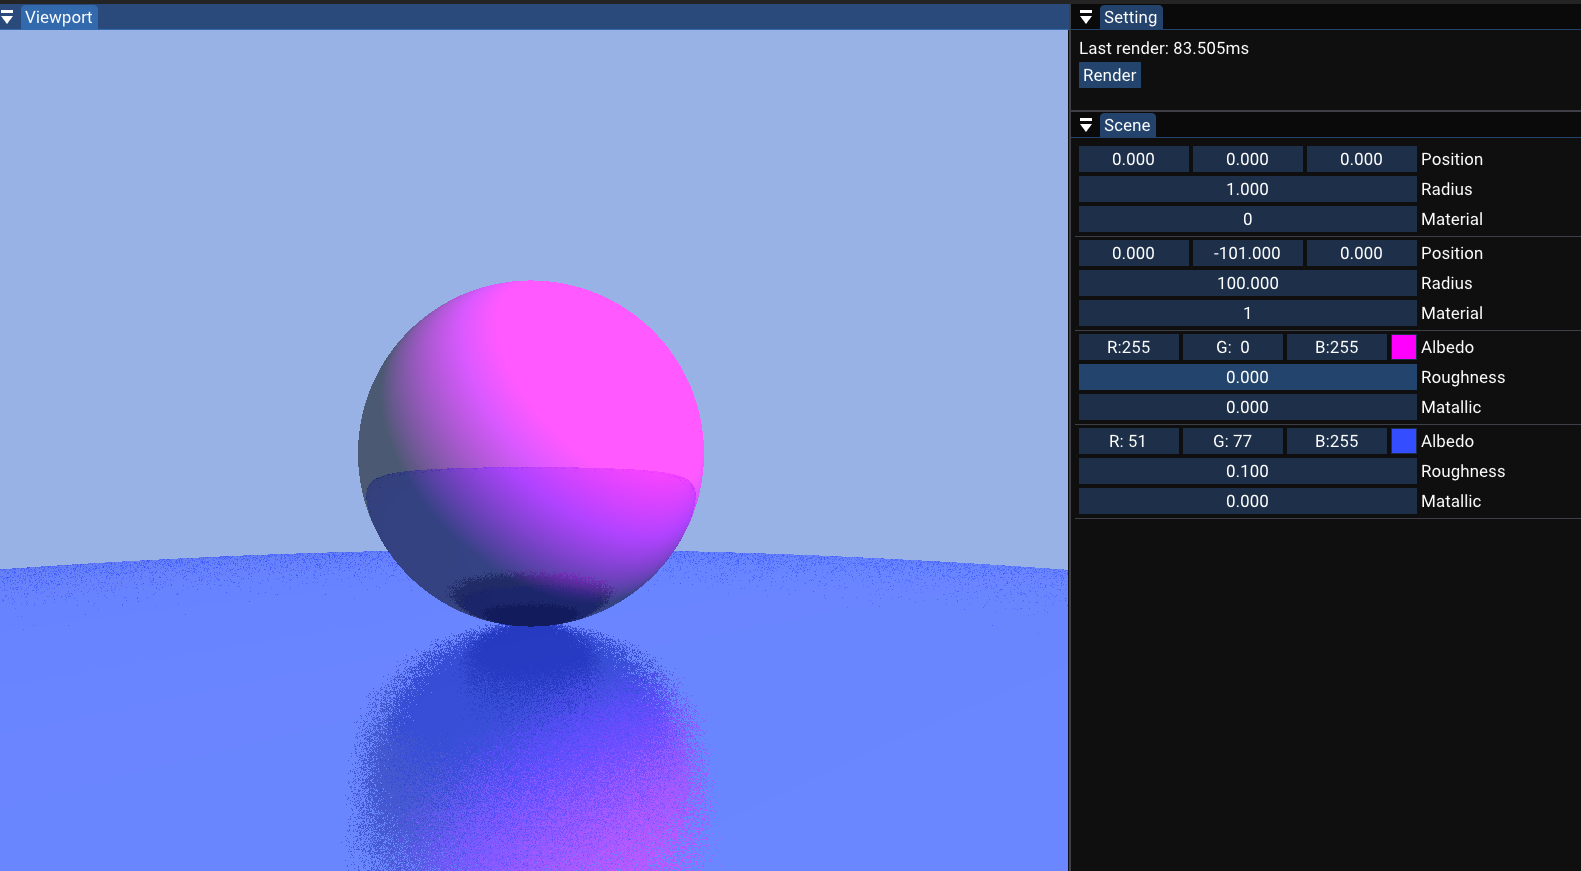 Viewport
Setting
Last render: 83.505ms
Render
Scene
0.000 0.000 0.000 Position
1.000 Radius
0 Material
0.000 -101.000 0.000 Position
100.000 Radius
1 Material
R:255 G: 0 B:255 Albedo
0.000 Roughness
0.000 Matallic
R: 51 G: 77 B:255 Albedo
0.100 Roughness
0.000 Matallic